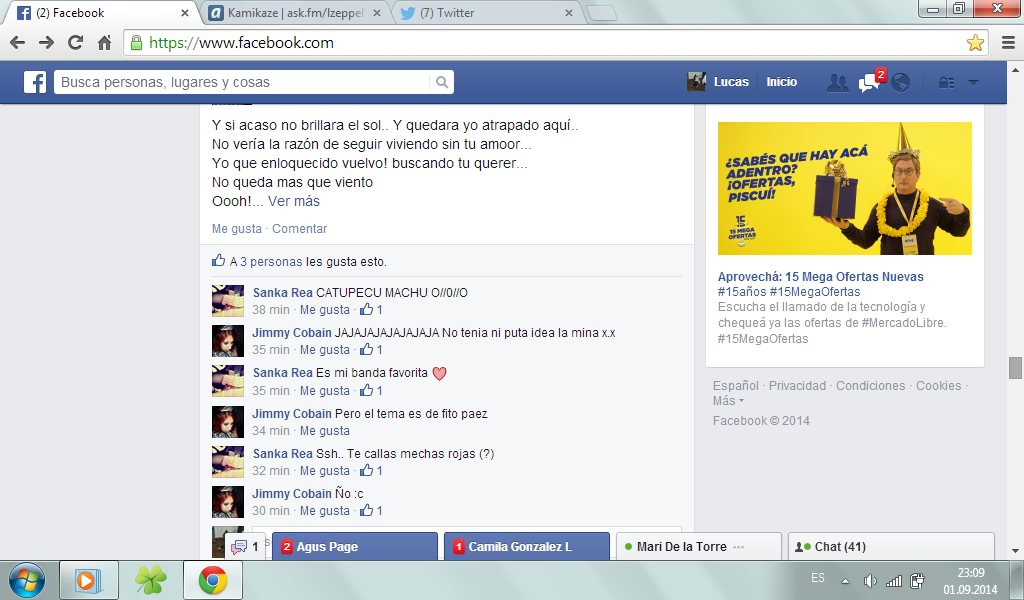 (2) Facebook
Kamikaze | ask.fm/lzeppel
(7) Twitter
https://www.facebook.com
Busca personas, lugares y cosas
Lucas
Inicio
2
Y si acaso no brillara el sol.. Y quedara yo atrapado aquí..
No vería la razón de seguir viviendo sin tu amoor...
Yo que enloquecido vuelvo! buscando tu querer...
No queda mas que viento
Oooh!... Ver más
Me gusta · Comentar
A 3 personas les gusta esto.
Sanka Rea CATUPECU MACHU O//0//O
38 min · Me gusta · 1
Jimmy Cobain JAJAJAJAJAJAJAJA No tenia ni puta idea la mina x.x
35 min · Me gusta · 1
Sanka Rea Es mi banda favorita
35 min · Me gusta · 1
Jimmy Cobain Pero el tema es de fito paez
34 min · Me gusta
Sanka Rea Ssh.. Te callas mechas rojas (?)
32 min · Me gusta · 1
Jimmy Cobain Ño :c
30 min · Me gusta · 1
¿SABÉS QUE HAY ACÁ
ADENTRO?
¡OFERTAS,
PISCUÍ!
15
15 MEGA
OFERTAS
Aprovechá: 15 Mega Ofertas Nuevas
#15años #15MegaOfertas
Escucha el llamado de la tecnología y
chequeá ya las ofertas de #MercadoLibre.
#15MegaOfertas
Español · Privacidad · Condiciones · Cookies ·
Más
Facebook © 2014
1
2 Agus Page
1 Camila Gonzalez L
Mari De la Torre
Chat (41)
ES
23:09
01.09.2014